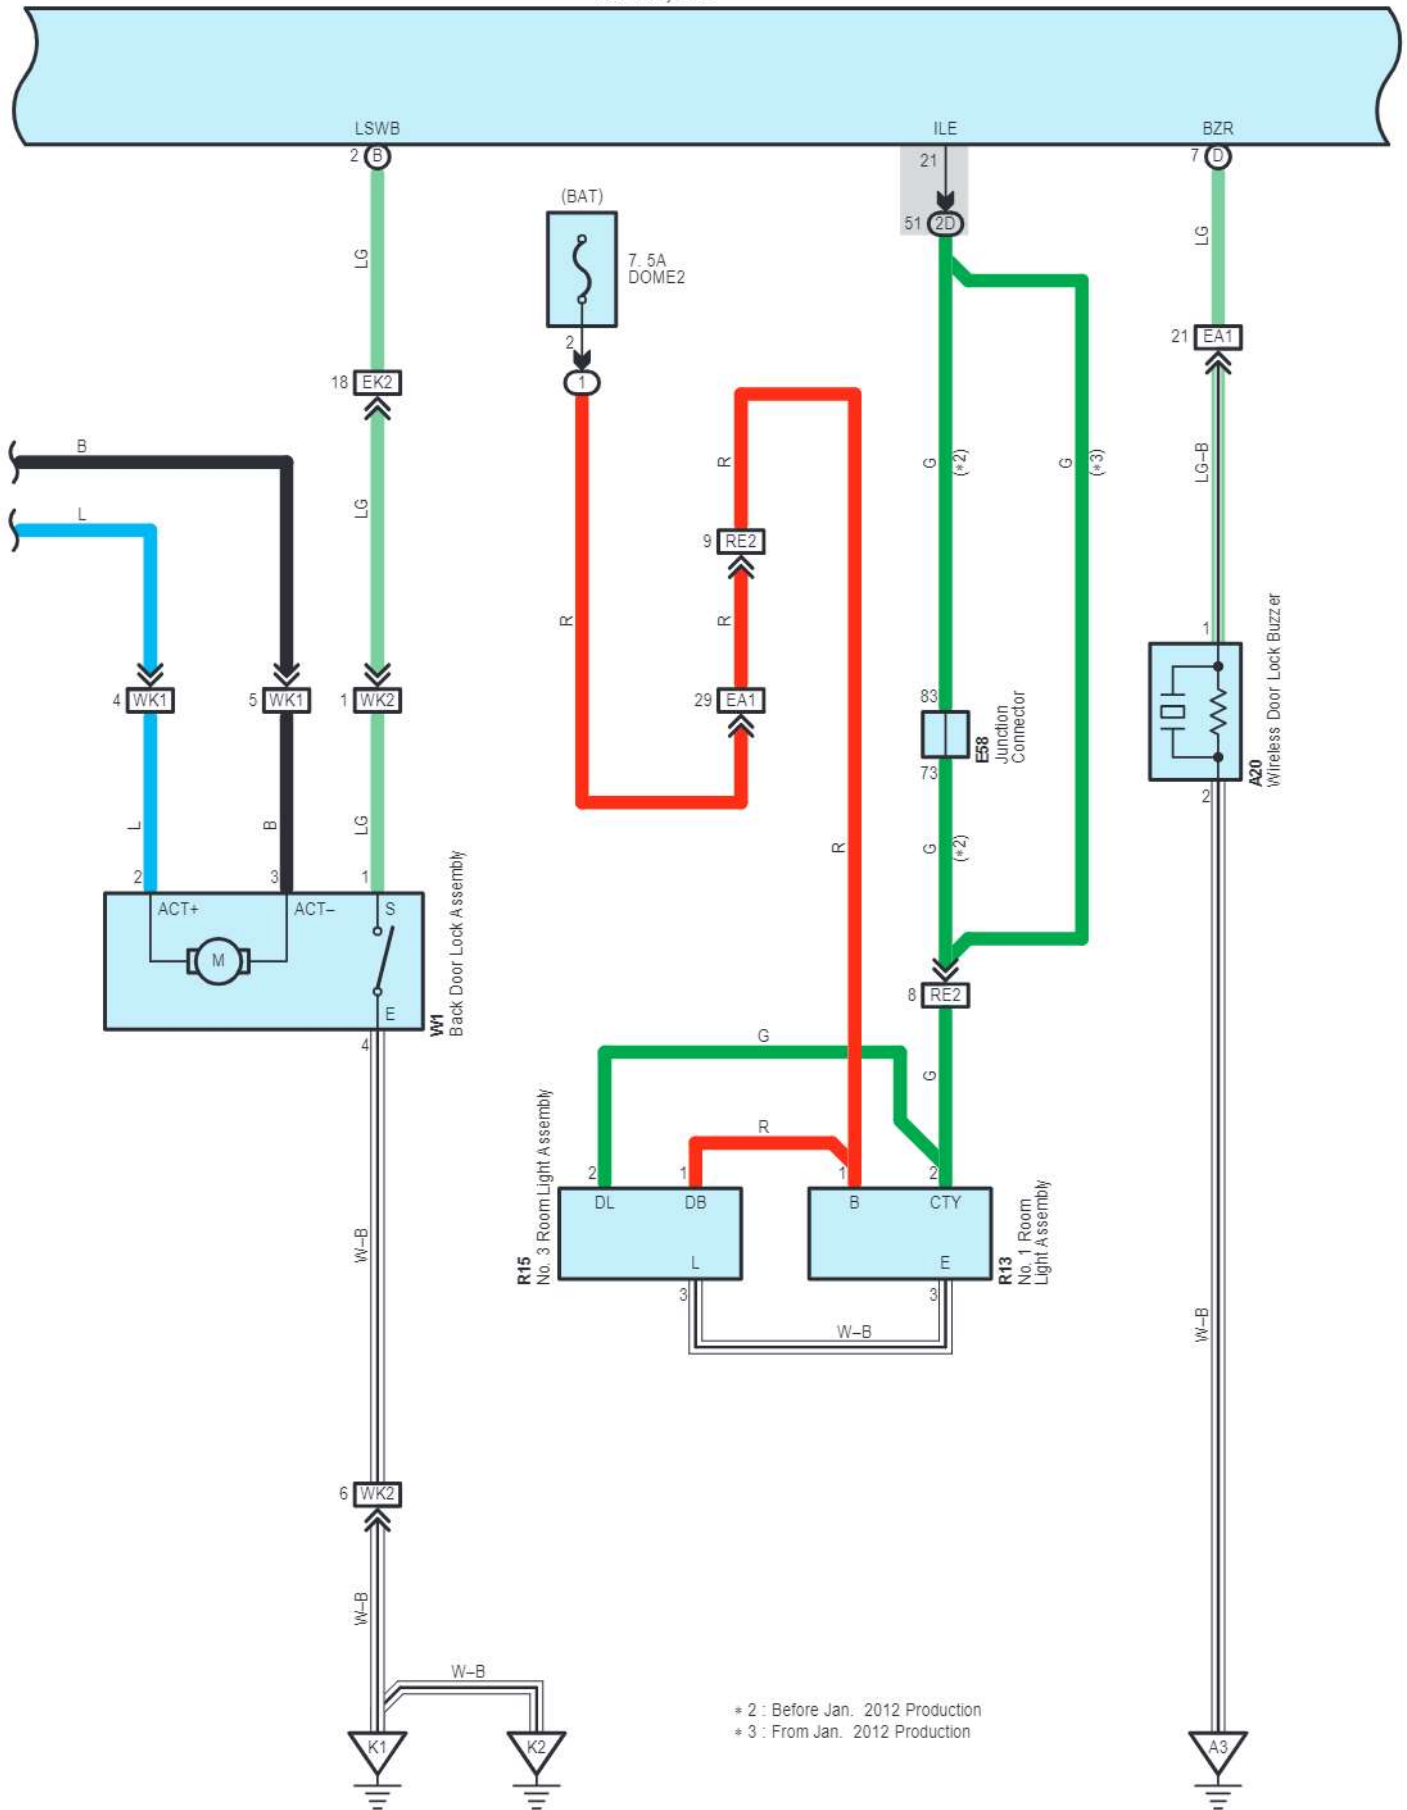 LSWB
ILE
BZR
2 B
21
7 D
(BAT)
51 2D
LG
7. 5A
DOME2
LG
2
1
21 EA1
18 EK2
B
R
G
(*2)
G
(*3)
LG-B
L
LG
9 RE2
R
R
1
Wireless Door Lock Buzzer
A20
4 WK1
5 WK1
1 WK2
29 EA1
83
E58
Junction
Connector
73
2
L
B
LG
R
G
(*2)
2
3
1
ACT+
ACT-
S
M
E
W1
Back Door Lock Assembly
8 RE2
4
G
G
R
2
1
1
2
DL
DB
B
CTY
L
E
R15
No. 3 Room Light Assembly
R13
No. 1 Room
Light Assembly
3
3
W-B
W-B
W-B
6 WK2
W-B
W-B
* 2 : Before Jan. 2012 Production
* 3 : From Jan. 2012 Production
K1
K2
A3